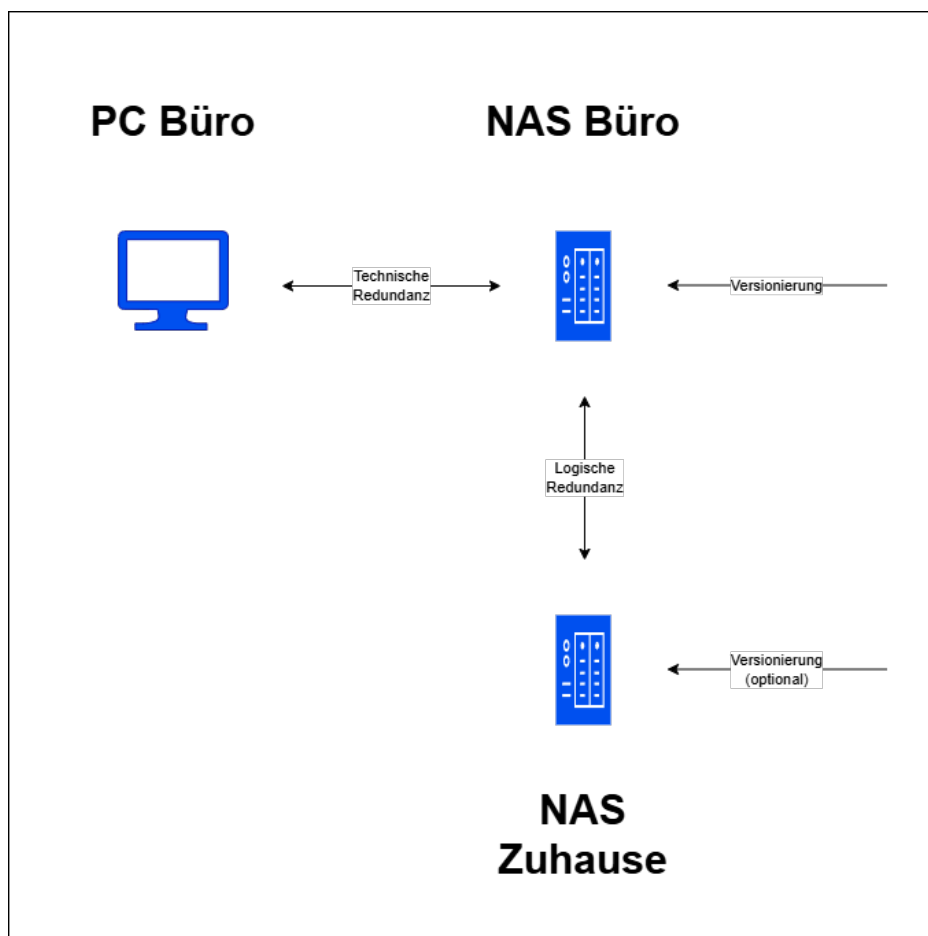 PC Büro
NAS Büro
Technische
Redundanz
Versionierung
Logische
Redundanz
Versionierung
(optional)
NAS
Zuhause